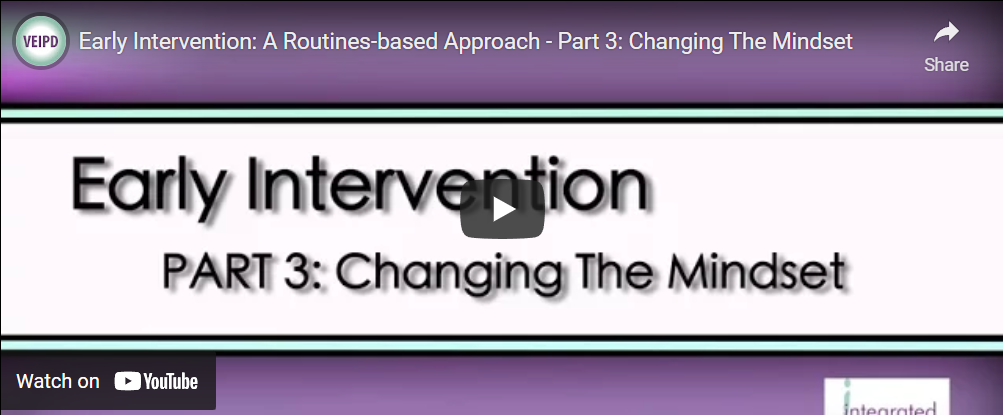 VEIPD
Early Intervention: A Routines-based Approach - Part 3: Changing The Mindset
Share
Early Intervention
PART 3: Changing The Mindset
Watch on YouTube
integrated